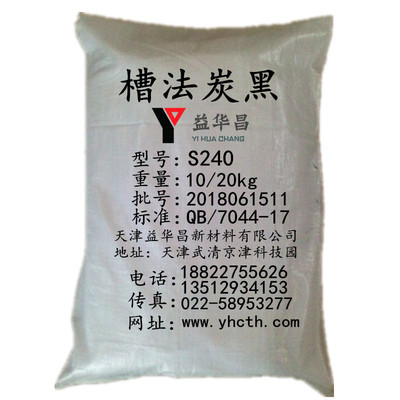 槽法炭黑
益华昌
YI HUA CHANG
型号: S240
重量: 10/20kg
批号: 2018061511
标准: QB/7044-17
天津益华昌新材料有限公司
地址: 天津武清京津科技园
电话: 18822755626
13512934153
传真: 022-58953277
网址: www.yhcth.com